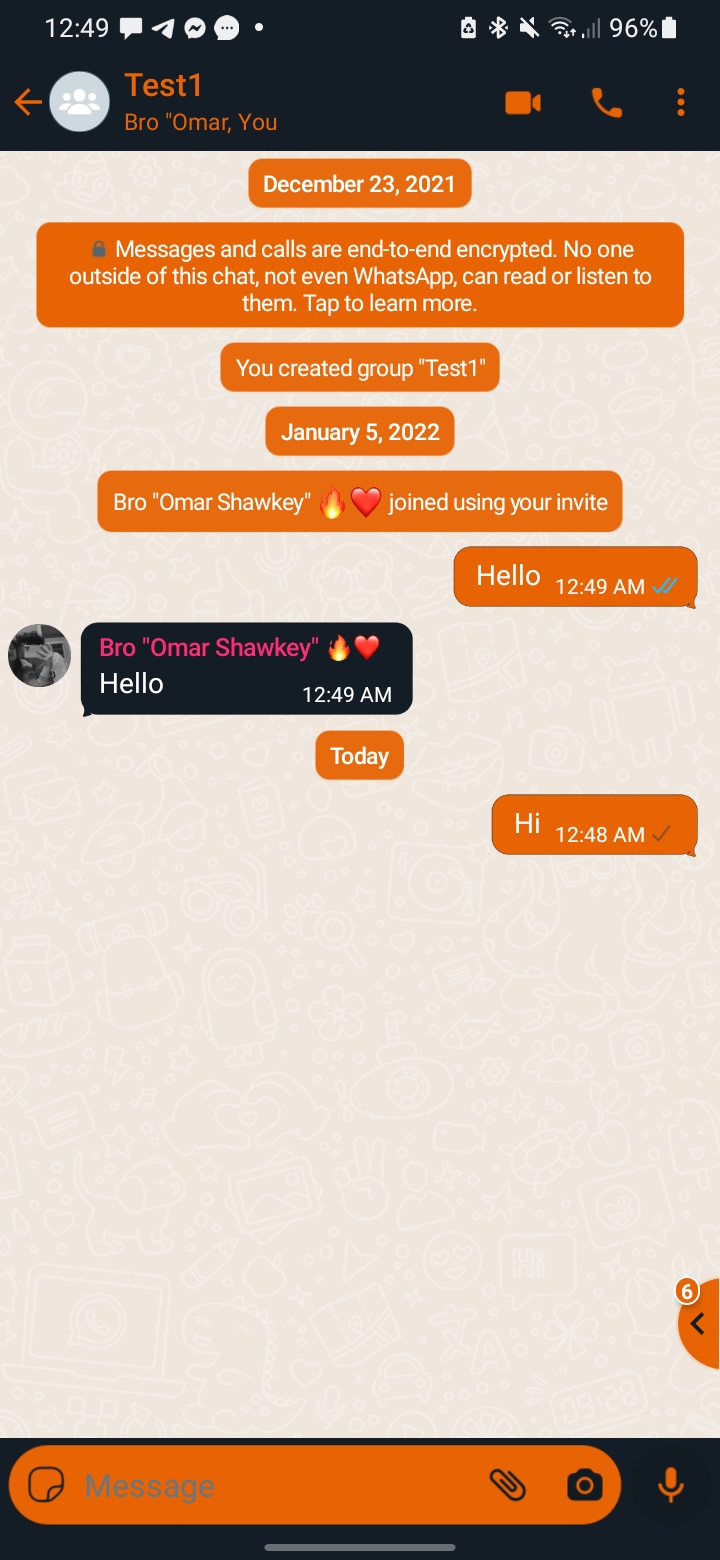 12:49
96%
Test1
Bro "Omar, You
December 23, 2021
Messages and calls are end-to-end encrypted. No one
outside of this chat, not even WhatsApp, can read or listen to
them. Tap to learn more.
You created group "Test1"
January 5, 2022
Bro "Omar Shawkey" 🔥❤️ joined using your invite
Hello 12:49 AM
Bro "Omar Shawkey" 🔥❤️
Hello 12:49 AM
Today
Hi 12:48 AM
Hi
6
09:28
Message